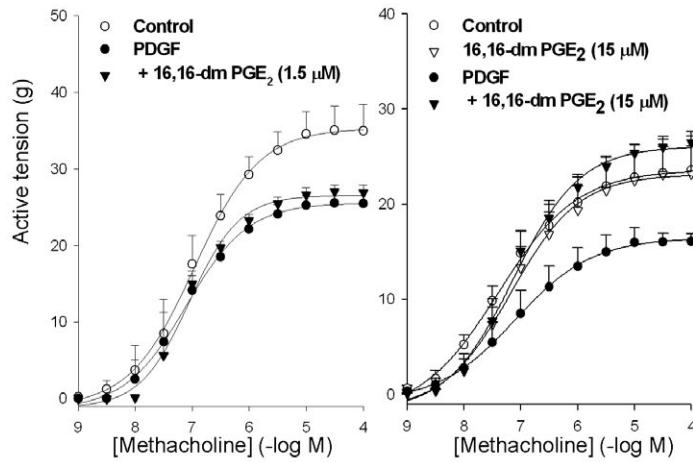 Control
PDGF
+ 16,16-dm PGE₂ (1.5 µM)
50
40
30
20
10
0
Active tension (g)
9 8 7 6 5 4
[Methacholine] (-log M)
Control
16,16-dm PGE₂ (15 µM)
PDGF
+ 16,16-dm PGE₂ (15 µM)
40
30
20
10
0
9 8 7 6 5 4
[Methacholine] (-log M)